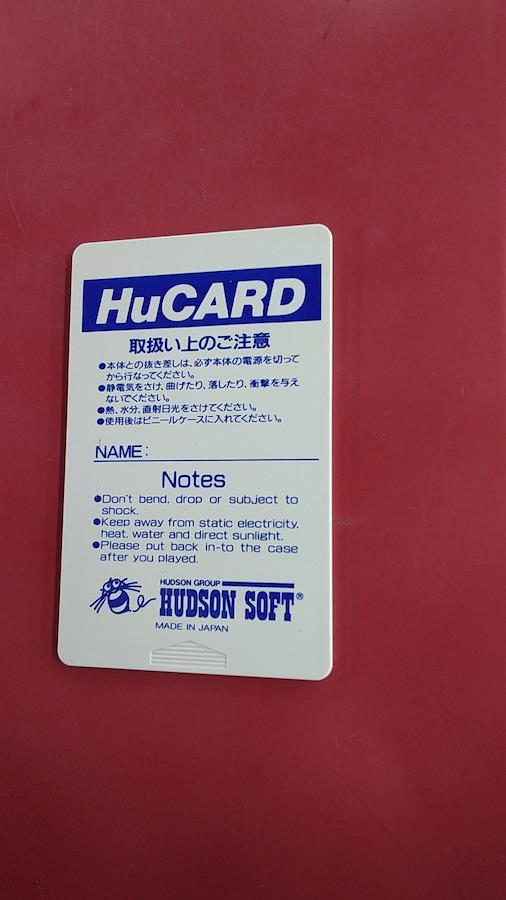 HuCARD
取扱い上のご注意
●本体との抜き差しは、必ず本体の電源を切って
から行なってください。
●静電気をさけ、曲げたり、落したり、衝撃を与え
ないでください。
●熱、水分、直射日光をさけてください。
●使用後はビニールケースに入れてください。
NAME:
Notes
●Don't bend, drop or subject to
shock.
●Keep away from static electricity,
heat, water and direct sunlight.
●Please put back in-to the case
after you played.
HUDSON GROUP
HUDSON SOFT®
MADE IN JAPAN